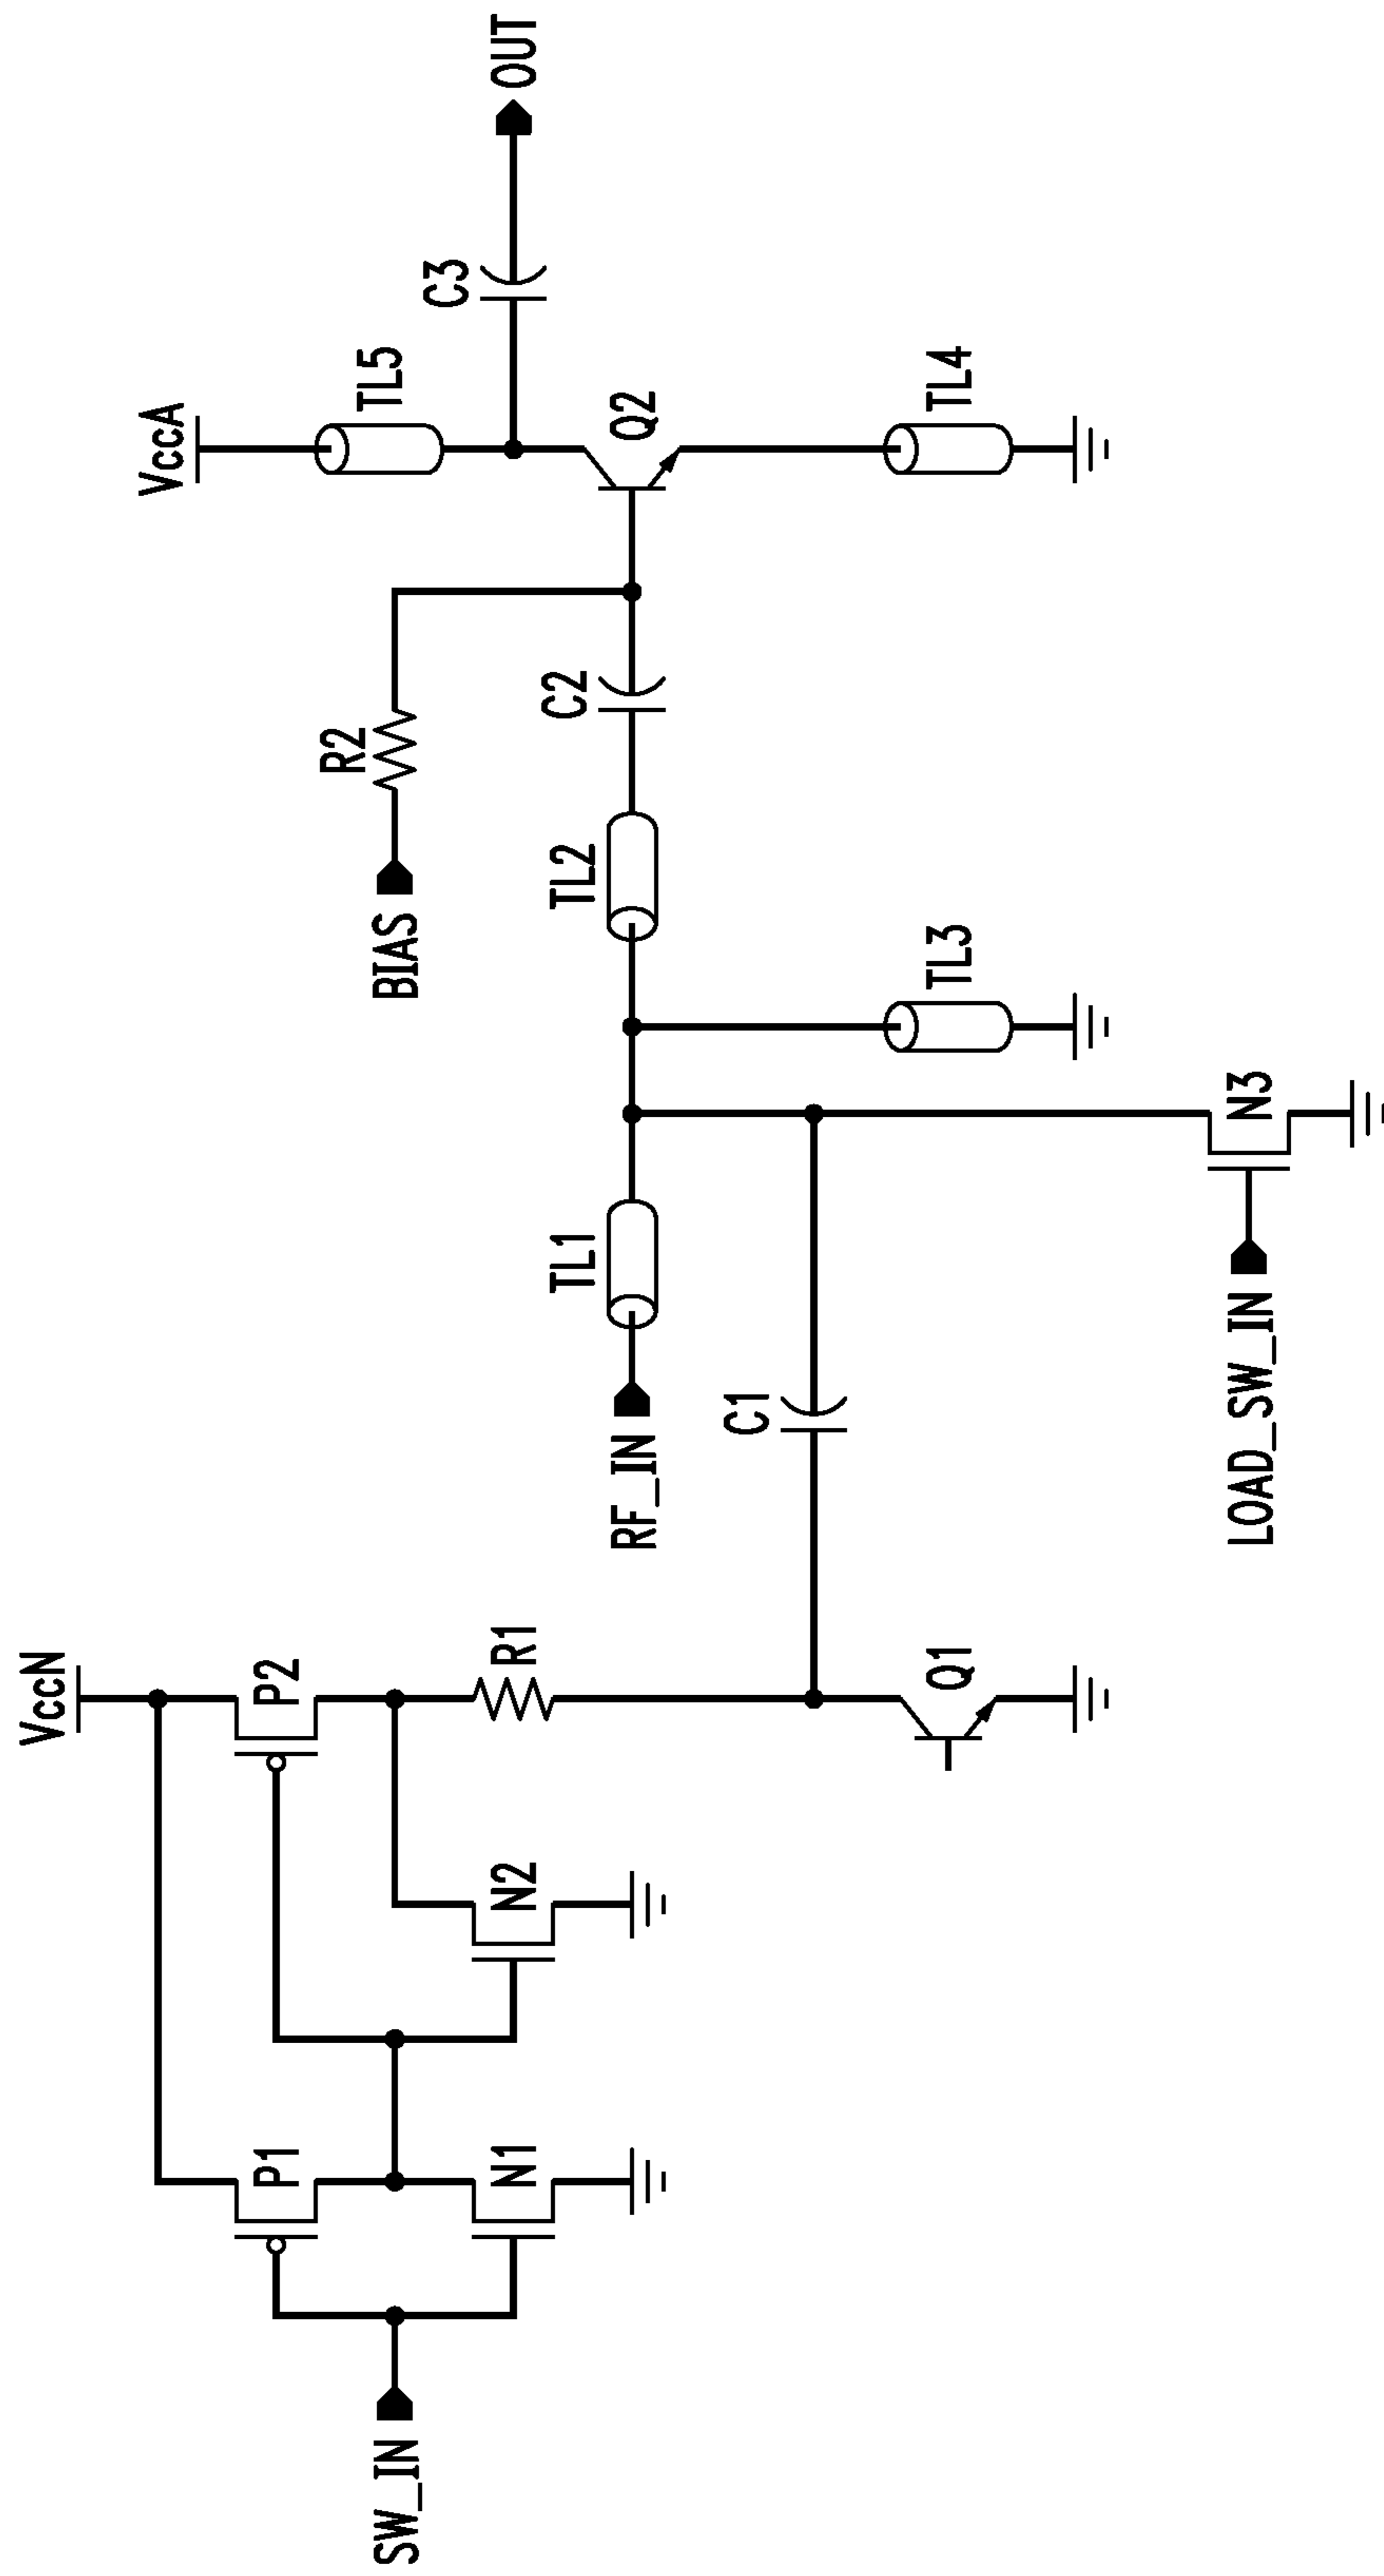 VccN
P1
P2
N1
N2
R1
SW_IN
Q1
C1
RF_IN
TL1
LOAD_SW_IN
N3
TL3
TL2
BIAS
R2
C2
VccA
TL5
Q2
TL4
C3
OUT